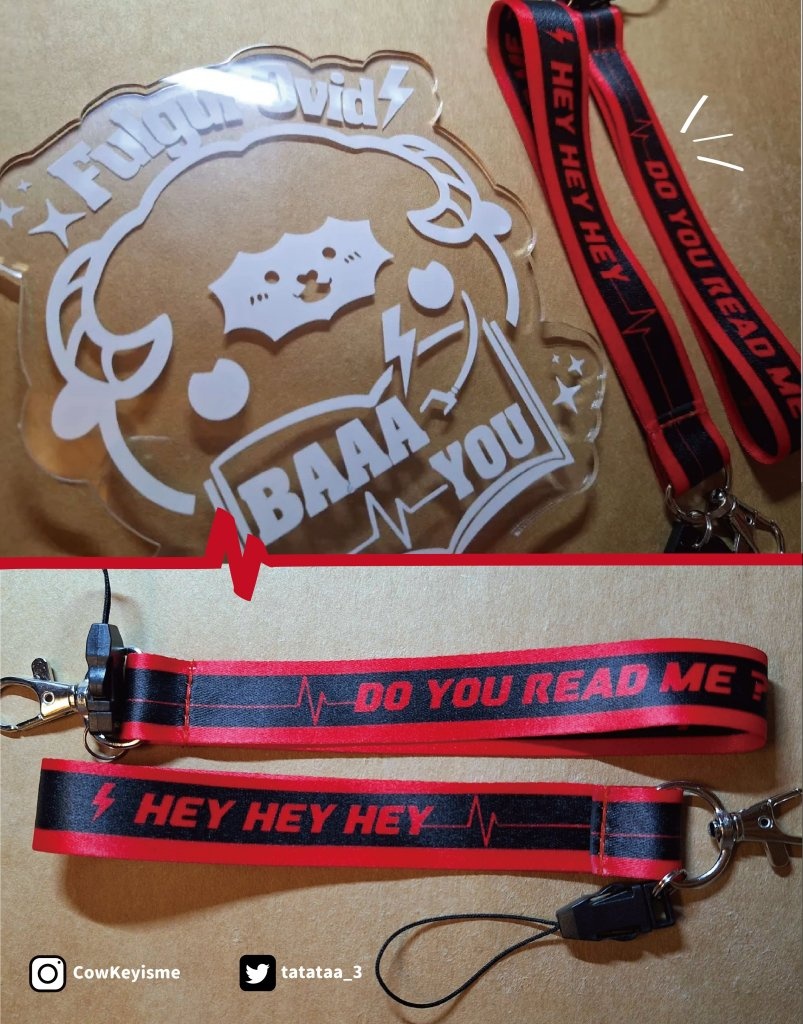 Fulgur Ovid
HEY HEY HEY
DO YOU READ ME
BAAA
YOU
DO YOU READ ME ?
HEY HEY HEY
CowKeyisme
tatataa_3